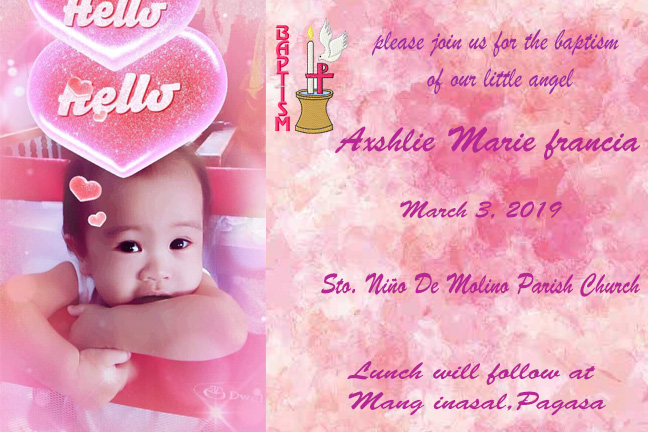 Hello
Hello
BAPTISM
please join us for the baptism
of our little angel
Axshlie Marie francia
March 3, 2019
Sto. Niño De Molino Parish Church
Lunch will follow at
Mang inasal,Pagasa